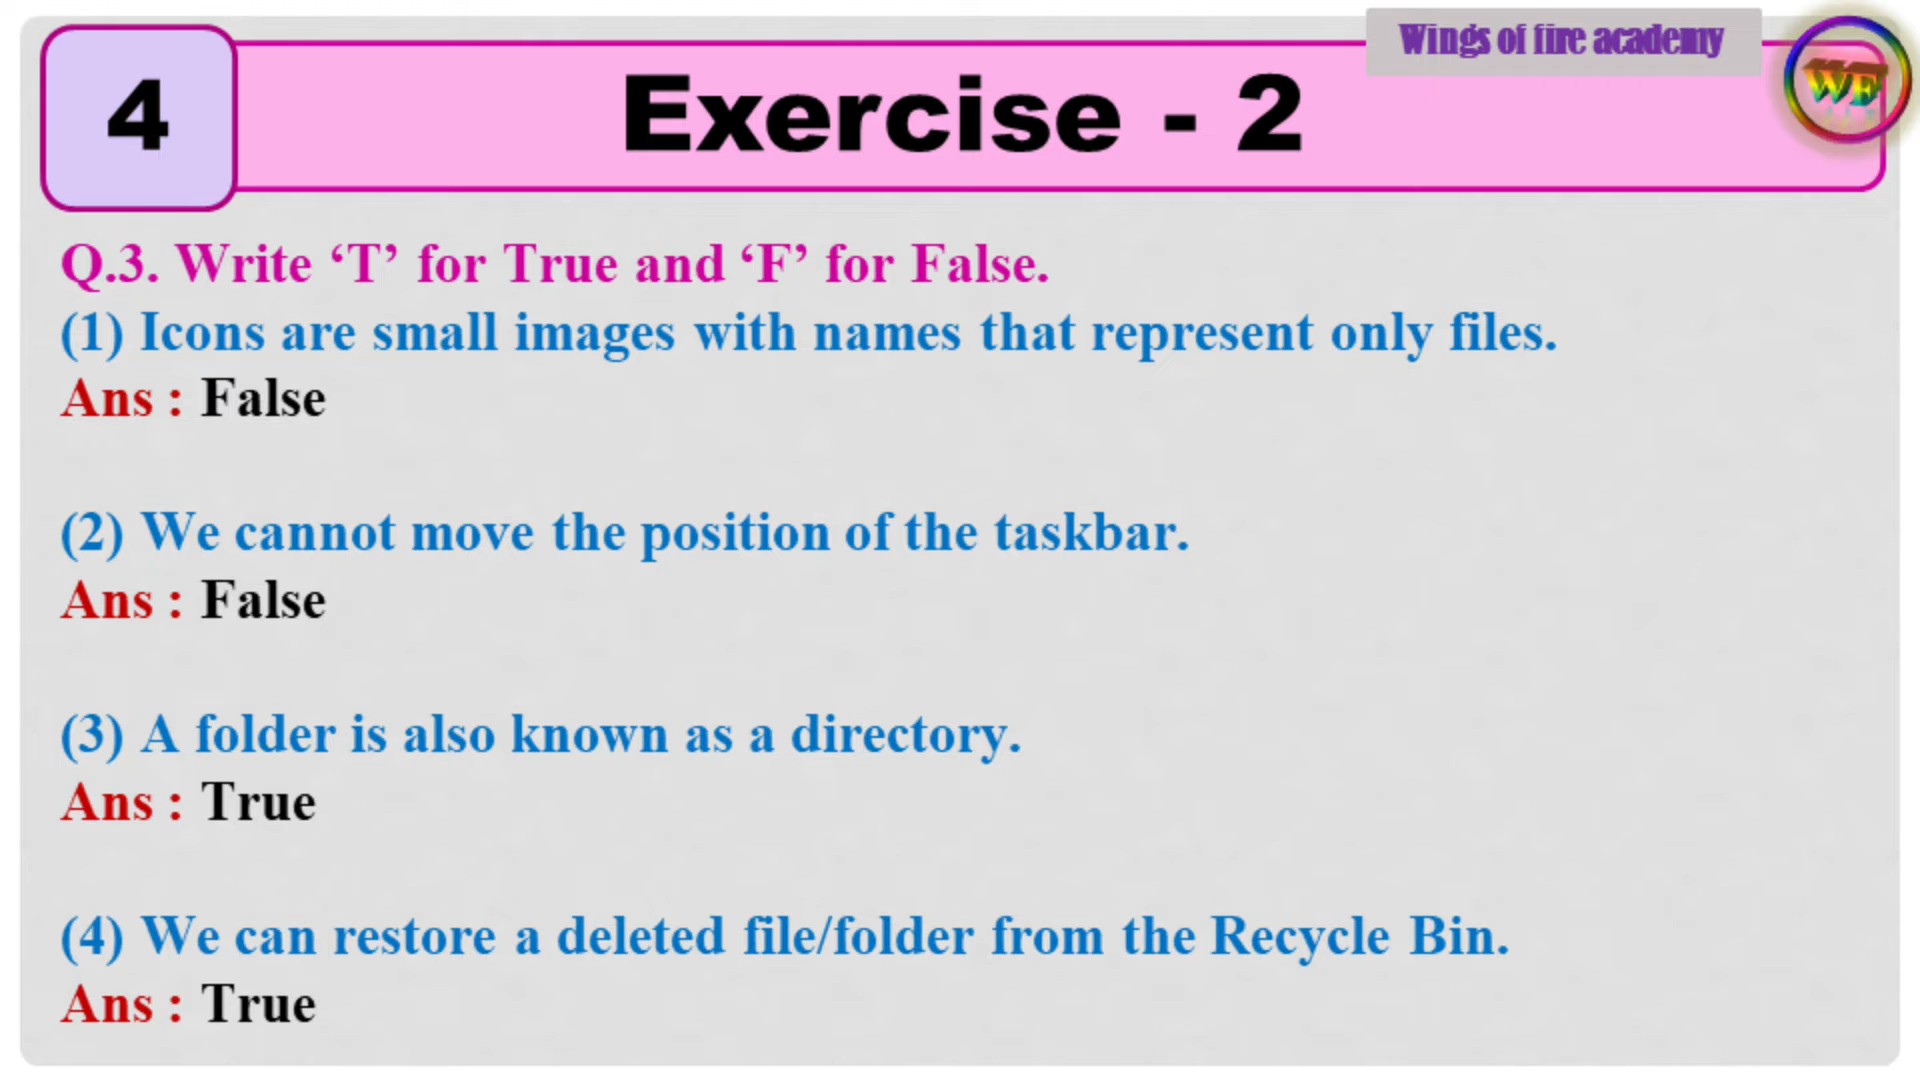 Wings of fire academy
WF
4
Exercise - 2
Q.3. Write ‘T’ for True and ‘F’ for False.
(1) Icons are small images with names that represent only files.
Ans : False
(2) We cannot move the position of the taskbar.
Ans : False
(3) A folder is also known as a directory.
Ans : True
(4) We can restore a deleted file/folder from the Recycle Bin.
Ans : True